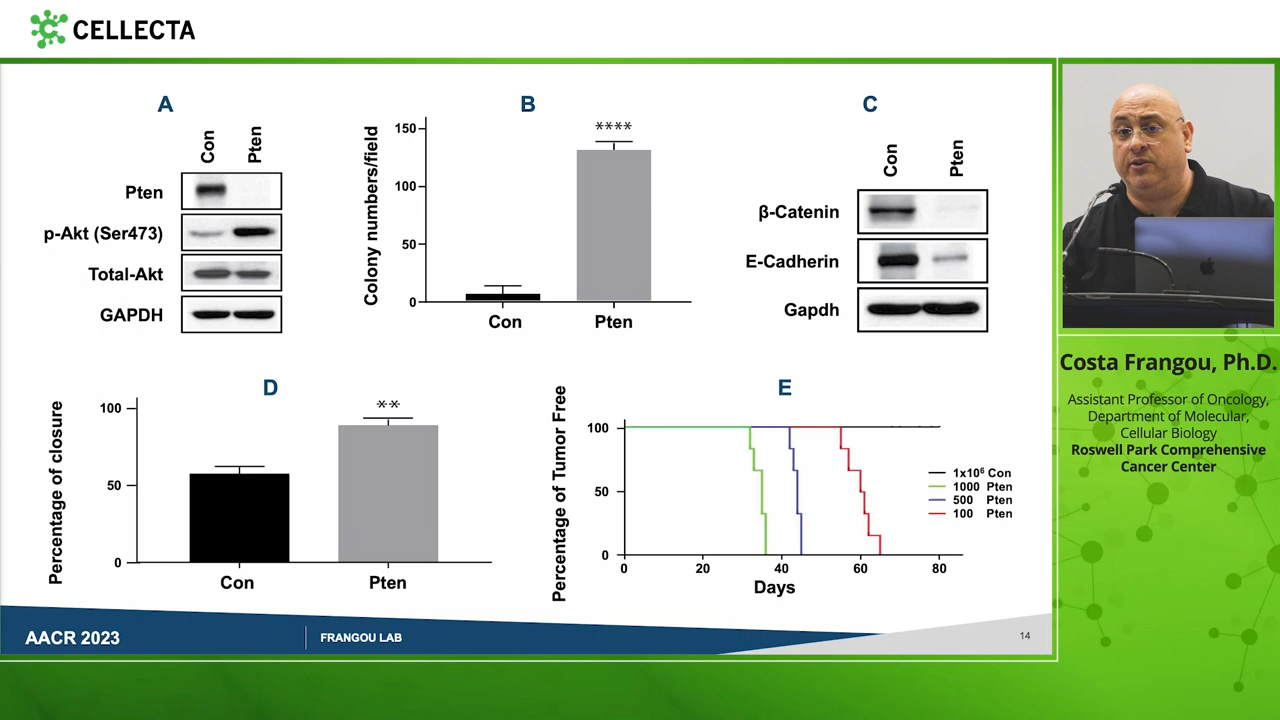 CELLECTA
A
Con
Pten
Pten
p-Akt (Ser473)
Total-Akt
GAPDH
B
Colony numbers/field
150
100
50
0
****
Con
Pten
C
Con
Pten
β-Catenin
E-Cadherin
Gapdh
D
Percentage of closure
100
50
0
**
Con
Pten
E
Percentage of Tumor Free
100
50
0
0 20 40 60 80
Days
1x10⁶ Con
1000 Pten
500 Pten
100 Pten
AACR 2023
FRANGOU LAB
14
Costa Frangou, Ph.D.
Assistant Professor of Oncology,
Department of Molecular,
Cellular Biology
Roswell Park Comprehensive
Cancer Center